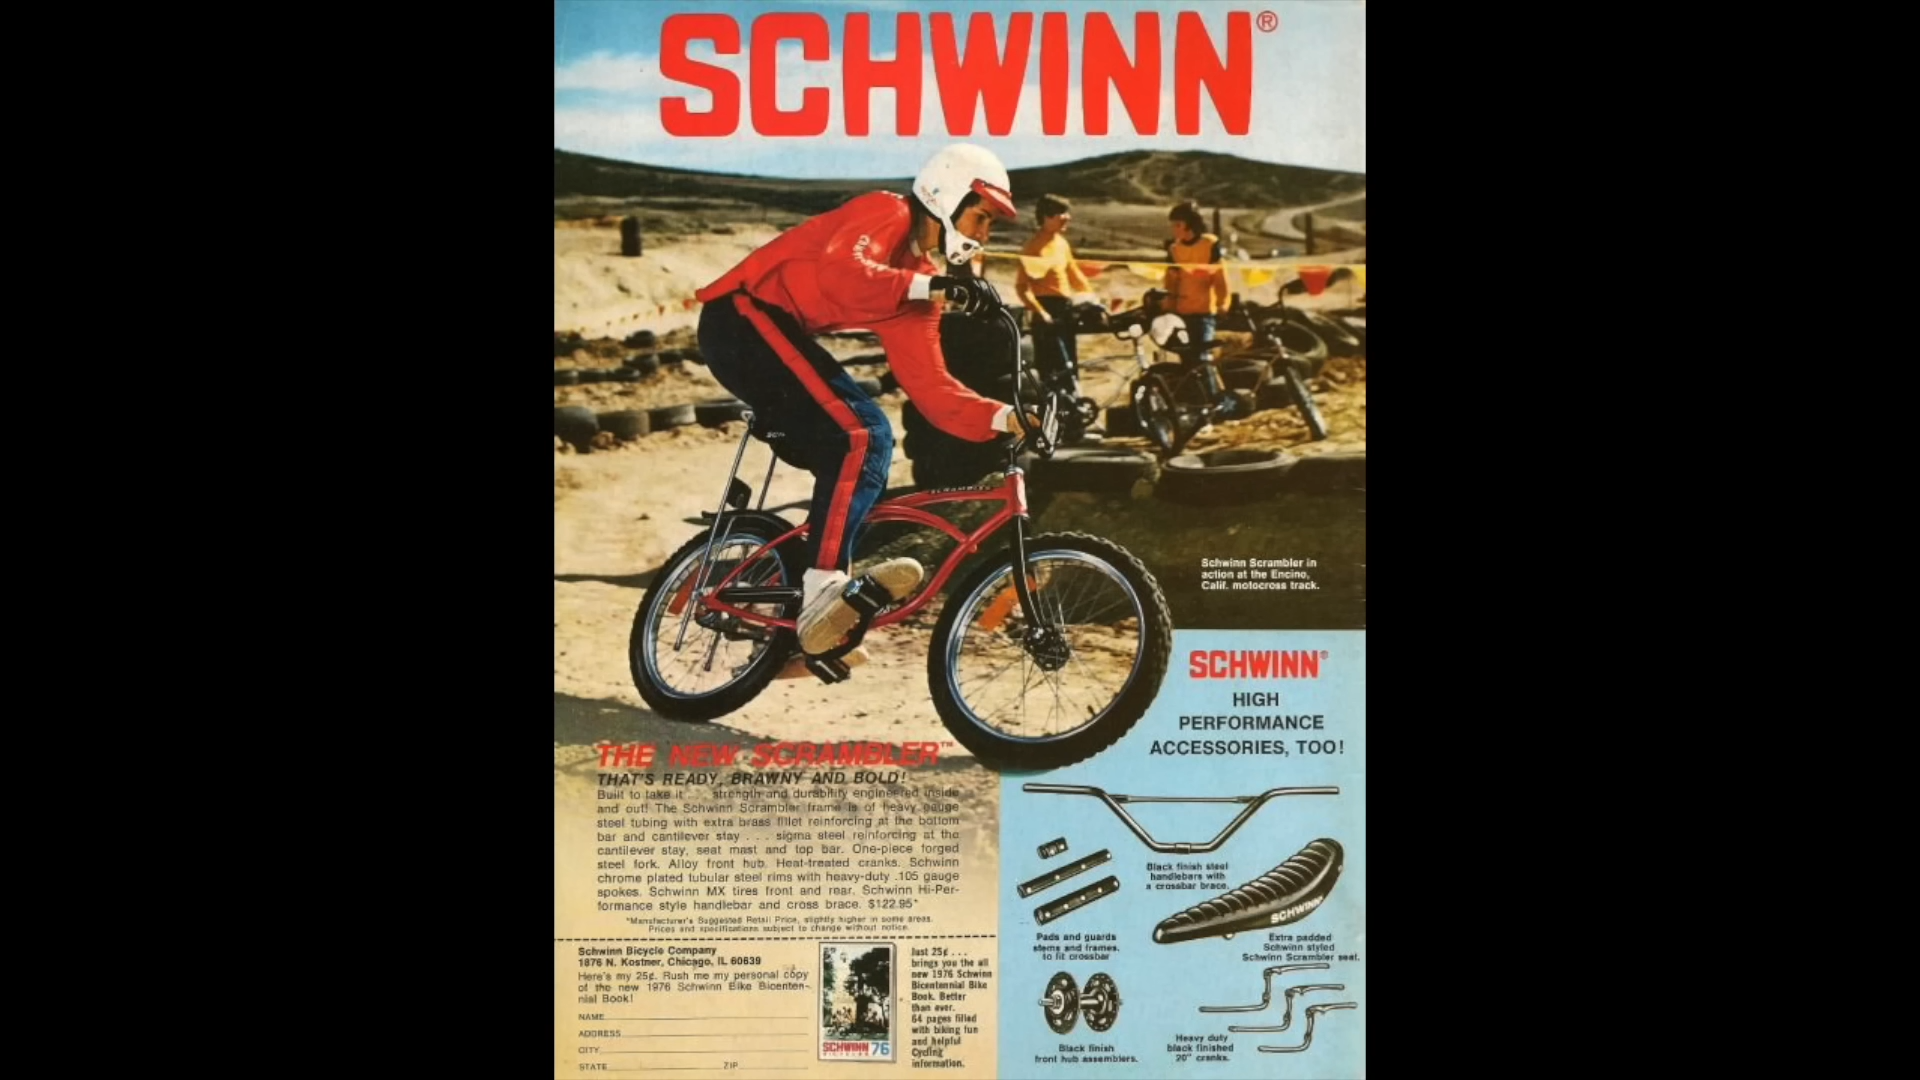 SCHWINN®
SCRAMBLER
Schwinn Scrambler in
action at the Encino,
Calif. motocross track.
THE NEW SCRAMBLER™
THAT'S READY, BRAWNY AND BOLD!
Built to take it . . . strength and durability engineered inside
and out! The Schwinn Scrambler frame is of heavy gauge
steel tubing with extra brass fillet reinforcing at the bottom
bar and cantilever stay . . . sigma steel reinforcing at the
cantilever stay, seat mast and top bar. One-piece forged
steel fork. Alloy front hub. Heat-treated cranks. Schwinn
chrome plated tubular steel rims with heavy-duty .105 gauge
spokes. Schwinn MX tires front and rear. Schwinn Hi-Per-
formance style handlebar and cross brace. $122.95*
*Manufacturer's Suggested Retail Price, slightly higher in some areas.
Prices and specifications subject to change without notice.
SCHWINN®
HIGH
PERFORMANCE
ACCESSORIES, TOO!
Black finish steel
handlebars with
a crossbar brace.
Pads and guards
stems and frames.
to fit crossbar
SCHWINN
Extra padded
Schwinn styled
Schwinn Scrambler seat.
Black finish
front hub assemblers.
Heavy duty
black finished
20" cranks.
Schwinn Bicycle Company
1876 N. Kostner, Chicago, IL 60639
Here's my 25¢. Rush me my personal copy
of the new 1976 Schwinn Bike Bicenten-
nial Book!
NAME
ADDRESS
CITY
STATE ZIP
SCHWINN 76
BICYCLES
Just 25¢ . . .
brings you the all
new 1976 Schwinn
Bicentennial Bike
Book. Better
than ever.
64 pages filled
with biking fun
and helpful
Cycling
information.